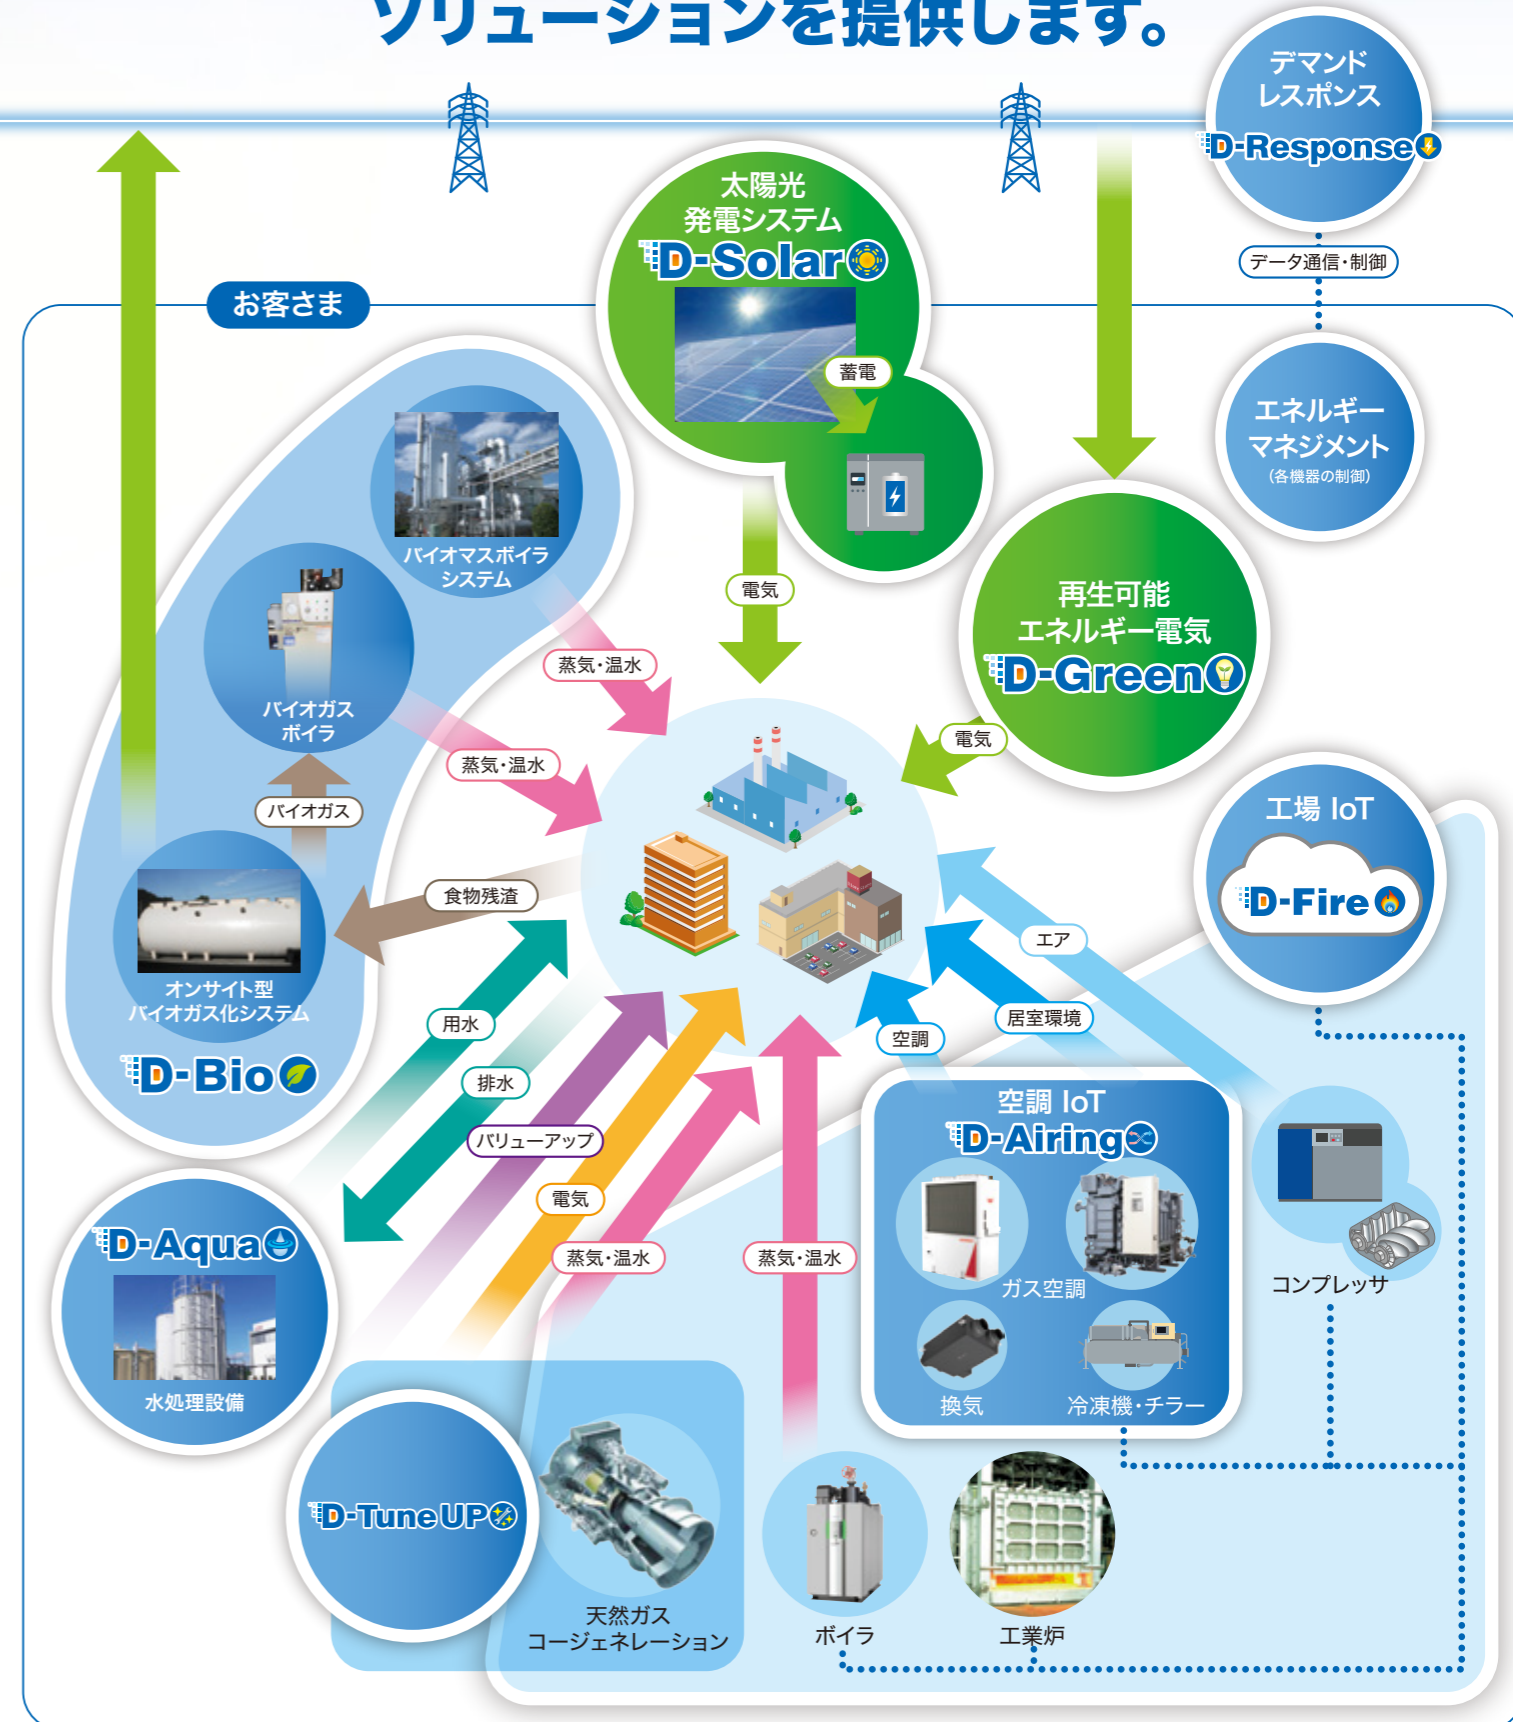 ソリューションを提供します。
デマンド
レスポンス
D-Response
データ通信・制御
太陽光
発電システム
D-Solar
蓄電
お客さま
エネルギー
マネジメント
(各機器の制御)
バイオマスボイラ
システム
電気
再生可能
エネルギー電気
D-Green
蒸気・温水
バイオガス
ボイラ
電気
蒸気・温水
バイオガス
工場 IoT
D-Fire
食物残渣
エア
オンサイト型
バイオガス化システム
D-Bio
用水
居室環境
空調
排水
空調 IoT
D-Airing
バリューアップ
電気
D-Aqua
蒸気・温水
蒸気・温水
ガス空調
コンプレッサ
水処理設備
換気
冷凍機・チラー
D-TuneUP
天然ガス
コージェネレーション
ボイラ
工業炉